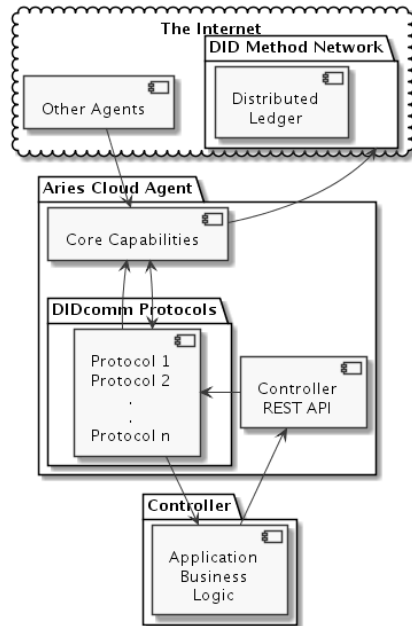 The Internet
DID Method Network
Other Agents
Distributed
Ledger
Aries Cloud Agent
Core Capabilities
DIDcomm Protocols
Protocol 1
Protocol 2
.
.
Protocol n
Controller
REST API
Controller
Application
Business
Logic